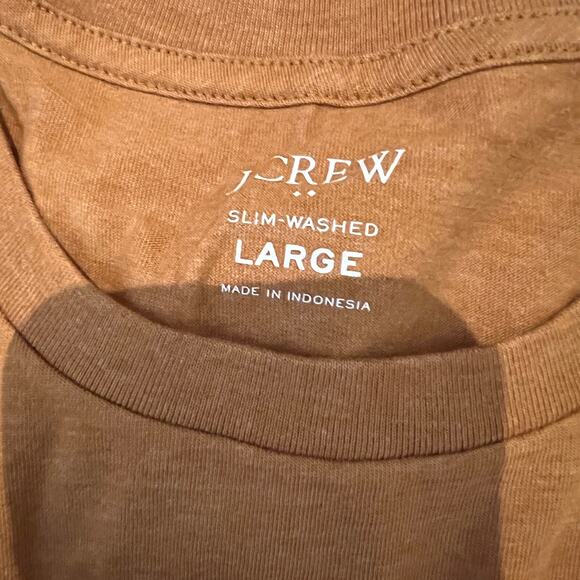 J.CREW
SLIM-WASHED
LARGE
MADE IN INDONESIA